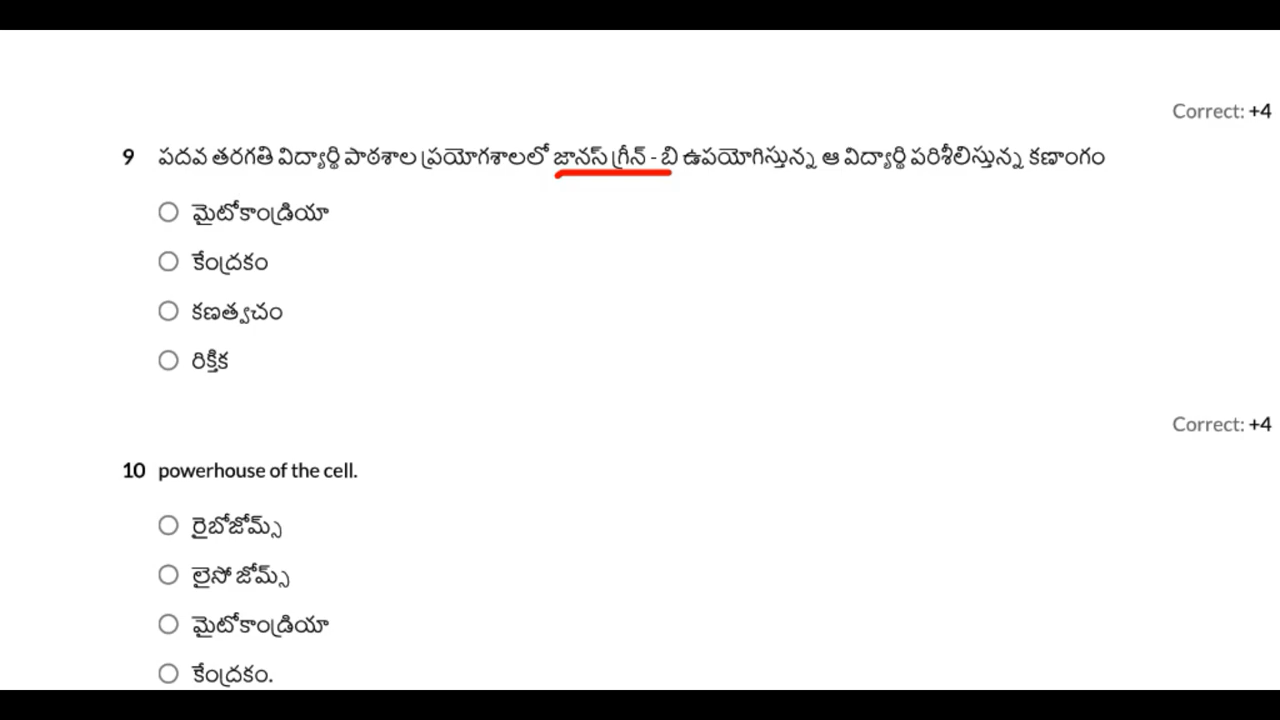 Correct: +4
9 పదవ తరగతి విద్యార్థి పాఠశాల ప్రయోగశాలలో జానస్ గ్రీన్ - బి ఉపయోగిస్తున్న ఆ విద్యార్థి పరిశీలిస్తున్న కణాంగం
మైటోకాండ్రియా
కేంద్రకం
కణత్వచం
రిక్తిక
Correct: +4
10 powerhouse of the cell.
రైబోజోమ్స్
లైసో జోమ్స్
మైటోకాండ్రియా
కేంద్రకం.